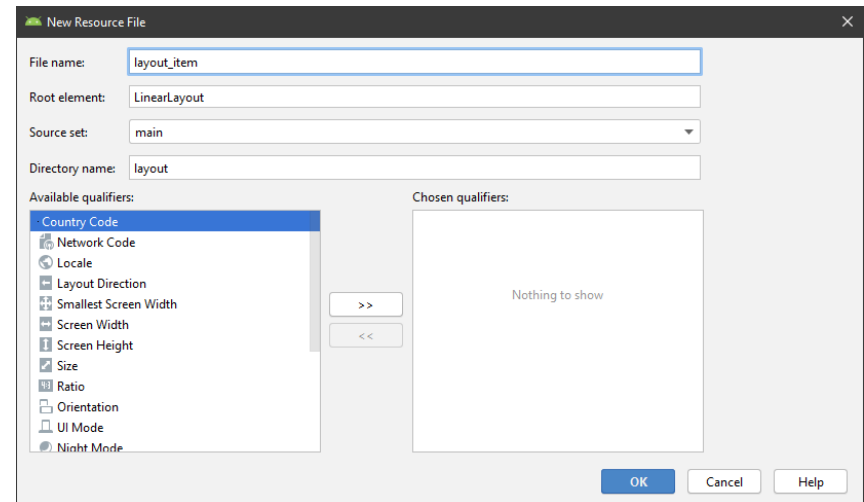 New Resource File
File name: layout_item
Root element: LinearLayout
Source set: main
Directory name: layout
Available qualifiers:
Chosen qualifiers:
Country Code
Network Code
Locale
Layout Direction
Smallest Screen Width
Screen Width
Screen Height
Size
Ratio
Orientation
UI Mode
Night Mode
>>
<<
Nothing to show
OK Cancel Help